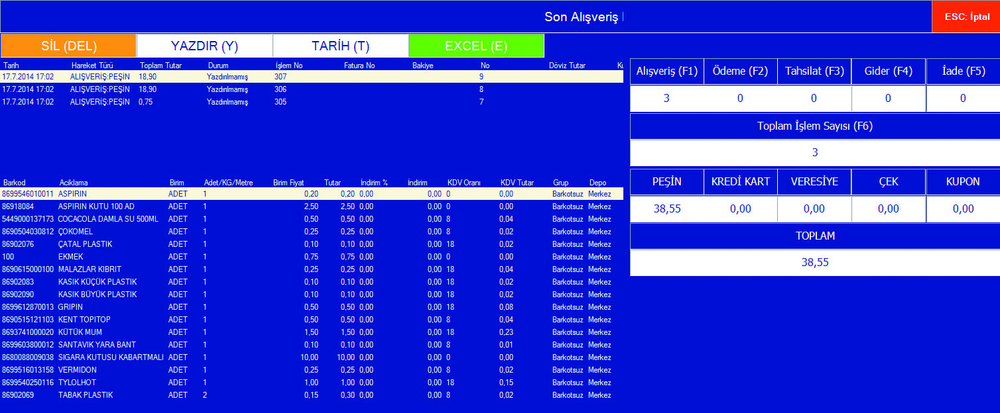 Son Alışveriş
ESC: İptal
SİL (DEL) YAZDIR (Y) TARİH (T) EXCEL (E)
Tarih Hareket Türü Toplam Tutar Durum İşlem No Fatura No Bakiye No Döviz Tutar
17.7.2014 17:02 ALIŞVERİŞ:PEŞİN 18,90 Yazdırılmamış 307 9
17.7.2014 17:02 ALIŞVERİŞ:PEŞİN 18,90 Yazdırılmamış 306 8
17.7.2014 17:02 ALIŞVERİŞ:PEŞİN 0,75 Yazdırılmamış 305 7
Alışveriş (F1) Ödeme (F2) Tahsilat (F3) Gider (F4) İade (F5)
3 0 0 0 0
Toplam İşlem Sayısı (F6)
3
PEŞİN KREDİ KART VERESİYE ÇEK KUPON
38,55 0,00 0,00 0,00 0,00
TOPLAM
38,55
Barkod Aciklama Birim Adet/KG/Metre Birim Fiyat Tutar İndirim % İndirim KDV Oranı KDV Tutar Grup Depo
8699546010011 ASPIRIN ADET 1 0,20 0,20 0,00 0,00 0 0,00 Barkotsuz Merkez
86918084 ASPIRIN KUTU 100 AD ADET 1 2,50 2,50 0,00 0,00 0 0,00 Barkotsuz Merkez
5449000137173 COCACOLA DAMLA SU 500ML ADET 1 0,50 0,50 0,00 0,00 8 0,04 Barkotsuz Merkez
8690504030812 ÇOKOMEL ADET 1 0,25 0,25 0,00 0,00 8 0,02 Barkotsuz Merkez
86902076 ÇATAL PLASTIK ADET 1 0,10 0,10 0,00 0,00 18 0,02 Barkotsuz Merkez
100 EKMEK ADET 1 0,75 0,75 0,00 0,00 0 0,00 Barkotsuz Merkez
8690615000100 MALAZLAR KIBRIT ADET 1 0,25 0,25 0,00 0,00 18 0,04 Barkotsuz Merkez
86902083 KASIK KÜÇÜK PLASTIK ADET 1 0,10 0,10 0,00 0,00 18 0,02 Barkotsuz Merkez
86902090 KASIK BÜYÜK PLASTIK ADET 1 0,10 0,10 0,00 0,00 18 0,02 Barkotsuz Merkez
8699612870013 GRIPIN ADET 1 0,50 0,50 0,00 0,00 18 0,08 Barkotsuz Merkez
8690515121103 KENT TOPITOP ADET 1 0,50 0,50 0,00 0,00 8 0,04 Barkotsuz Merkez
8693741000020 KÜTÜK MUM ADET 1 1,50 1,50 0,00 0,00 18 0,23 Barkotsuz Merkez
8699603800012 SANTAVIK YARA BANT ADET 1 0,10 0,10 0,00 0,00 8 0,01 Barkotsuz Merkez
8680088009038 SIGARA KUTUSU KABARTMALI ADET 1 10,00 10,00 0,00 0,00 0 0,00 Barkotsuz Merkez
8699516013158 VERMIDON ADET 1 0,25 0,25 0,00 0,00 8 0,02 Barkotsuz Merkez
8699540250116 TYLOLHOT ADET 1 1,00 1,00 0,00 0,00 18 0,15 Barkotsuz Merkez
86902069 TABAK PLASTIK ADET 2 0,15 0,30 0,00 0,00 8 0,02 Barkotsuz Merkez